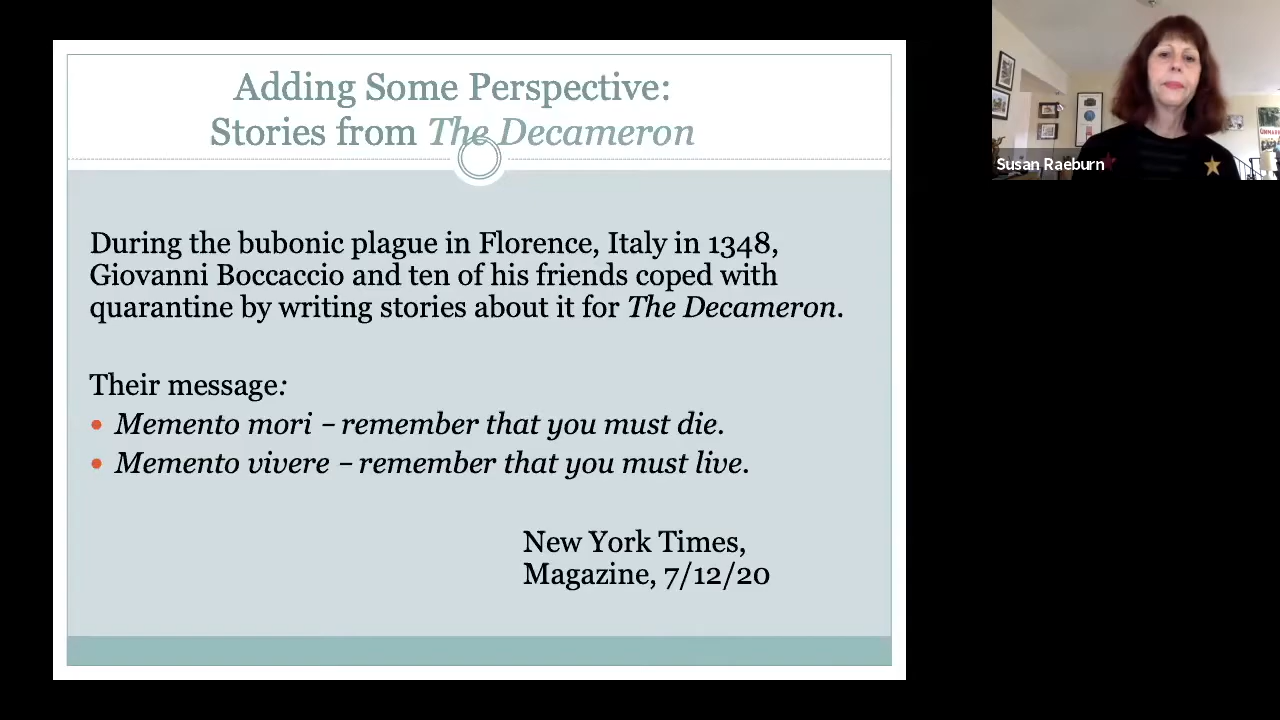 Adding Some Perspective:
Stories from The Decameron
During the bubonic plague in Florence, Italy in 1348,
Giovanni Boccaccio and ten of his friends coped with
quarantine by writing stories about it for The Decameron.
Their message:
• Memento mori – remember that you must die.
• Memento vivere – remember that you must live.
New York Times,
Magazine, 7/12/20
Susan Raeburn